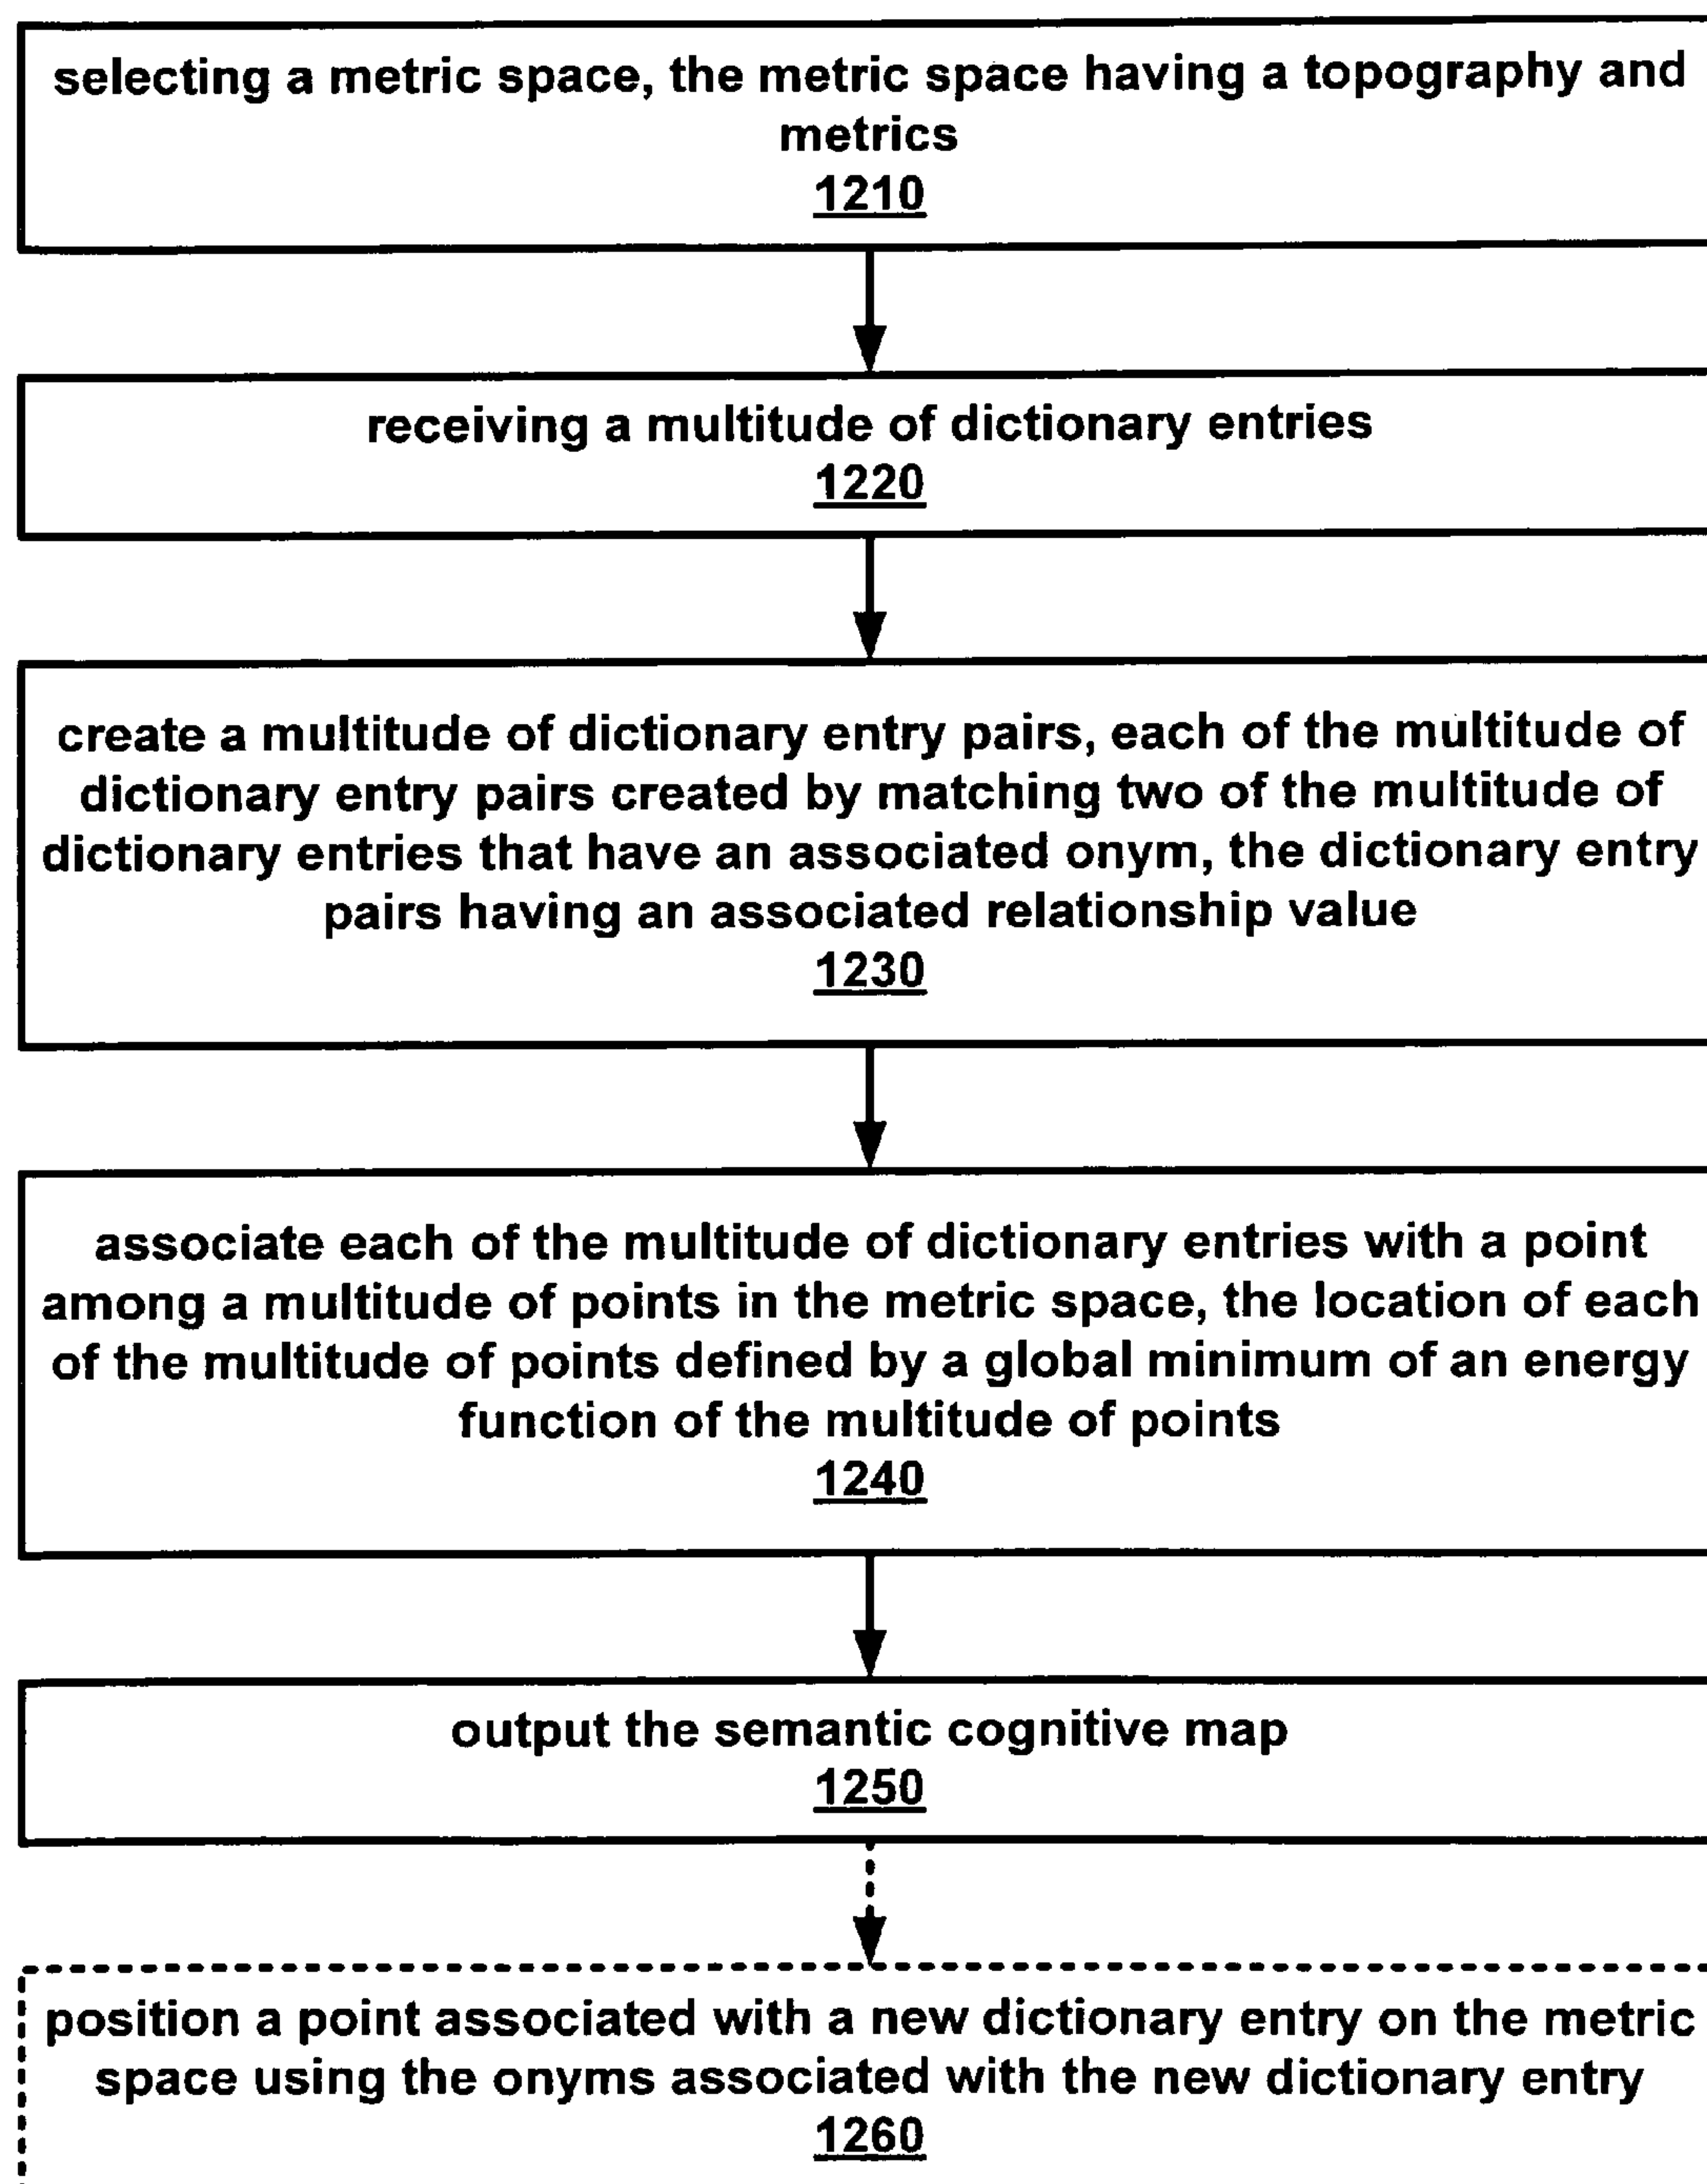 selecting a metric space, the metric space having a topography and
metrics
1210
receiving a multitude of dictionary entries
1220
create a multitude of dictionary entry pairs, each of the multitude of
dictionary entry pairs created by matching two of the multitude of
dictionary entries that have an associated onym, the dictionary entry
pairs having an associated relationship value
1230
associate each of the multitude of dictionary entries with a point
among a multitude of points in the metric space, the location of each
of the multitude of points defined by a global minimum of an energy
function of the multitude of points
1240
output the semantic cognitive map
1250
position a point associated with a new dictionary entry on the metric
space using the onyms associated with the new dictionary entry
1260